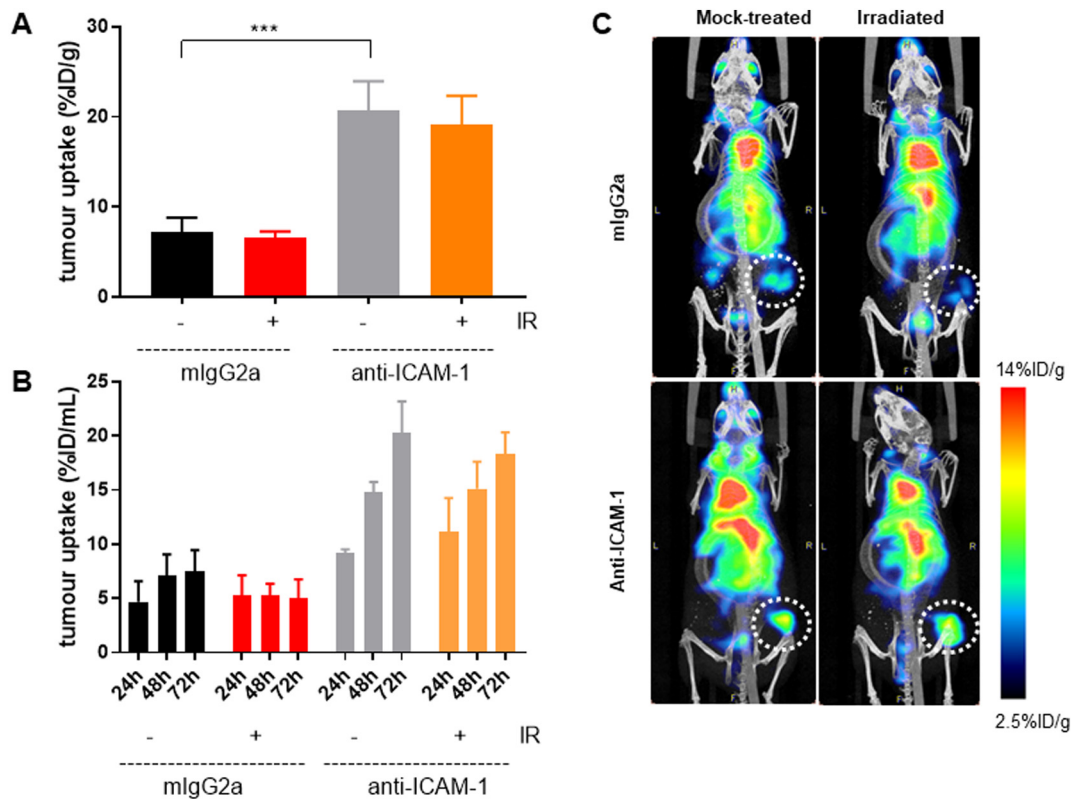 A
tumour uptake (%ID/g)
30
20
10
0
***
- + - + IR
mIgG2a anti-ICAM-1
B
tumour uptake (%ID/mL)
25
20
15
10
5
0
24h 48h 72h 24h 48h 72h 24h 48h 72h 24h 48h 72h
- + - + IR
mIgG2a anti-ICAM-1
C
Mock-treated Irradiated
mIgG2a
H H
L R L R
F F
Anti-ICAM-1
H H
L R L R
F F
14%ID/g
2.5%ID/g